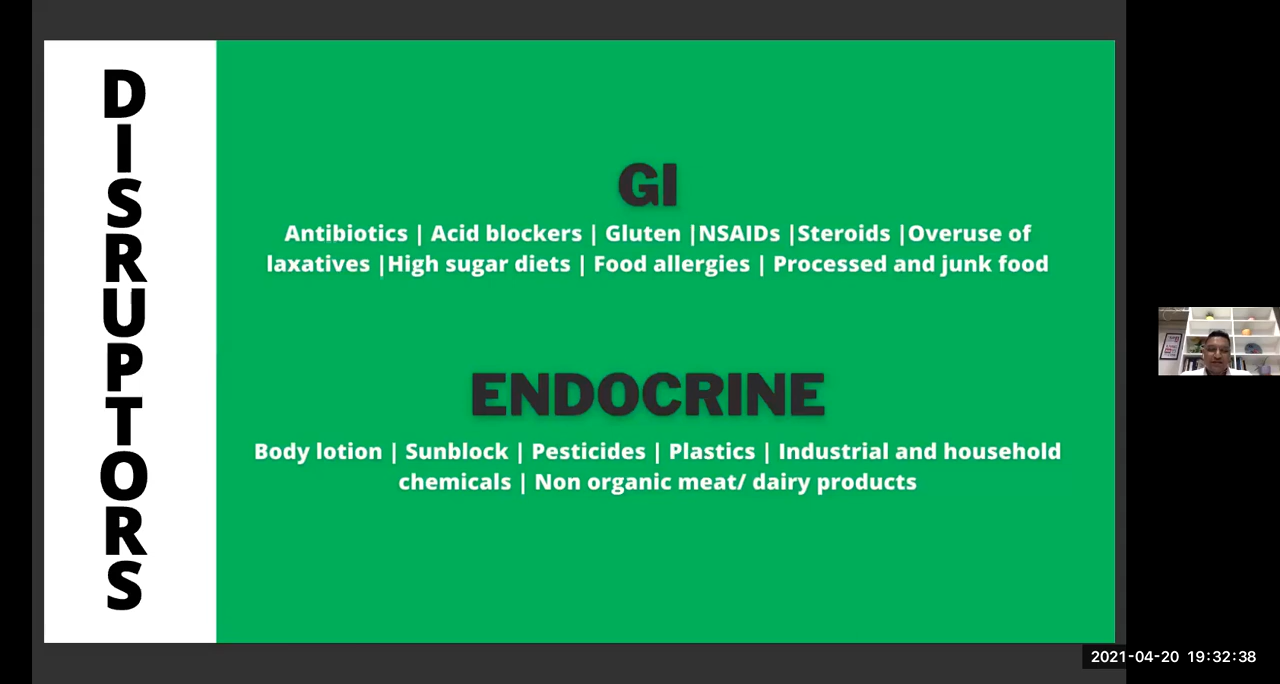 DISRUPTORS
GI
Antibiotics | Acid blockers | Gluten |NSAIDs |Steroids |Overuse of
laxatives |High sugar diets | Food allergies | Processed and junk food
ENDOCRINE
Body lotion | Sunblock | Pesticides | Plastics | Industrial and household
chemicals | Non organic meat/ dairy products
2021-04-20 19:32:38